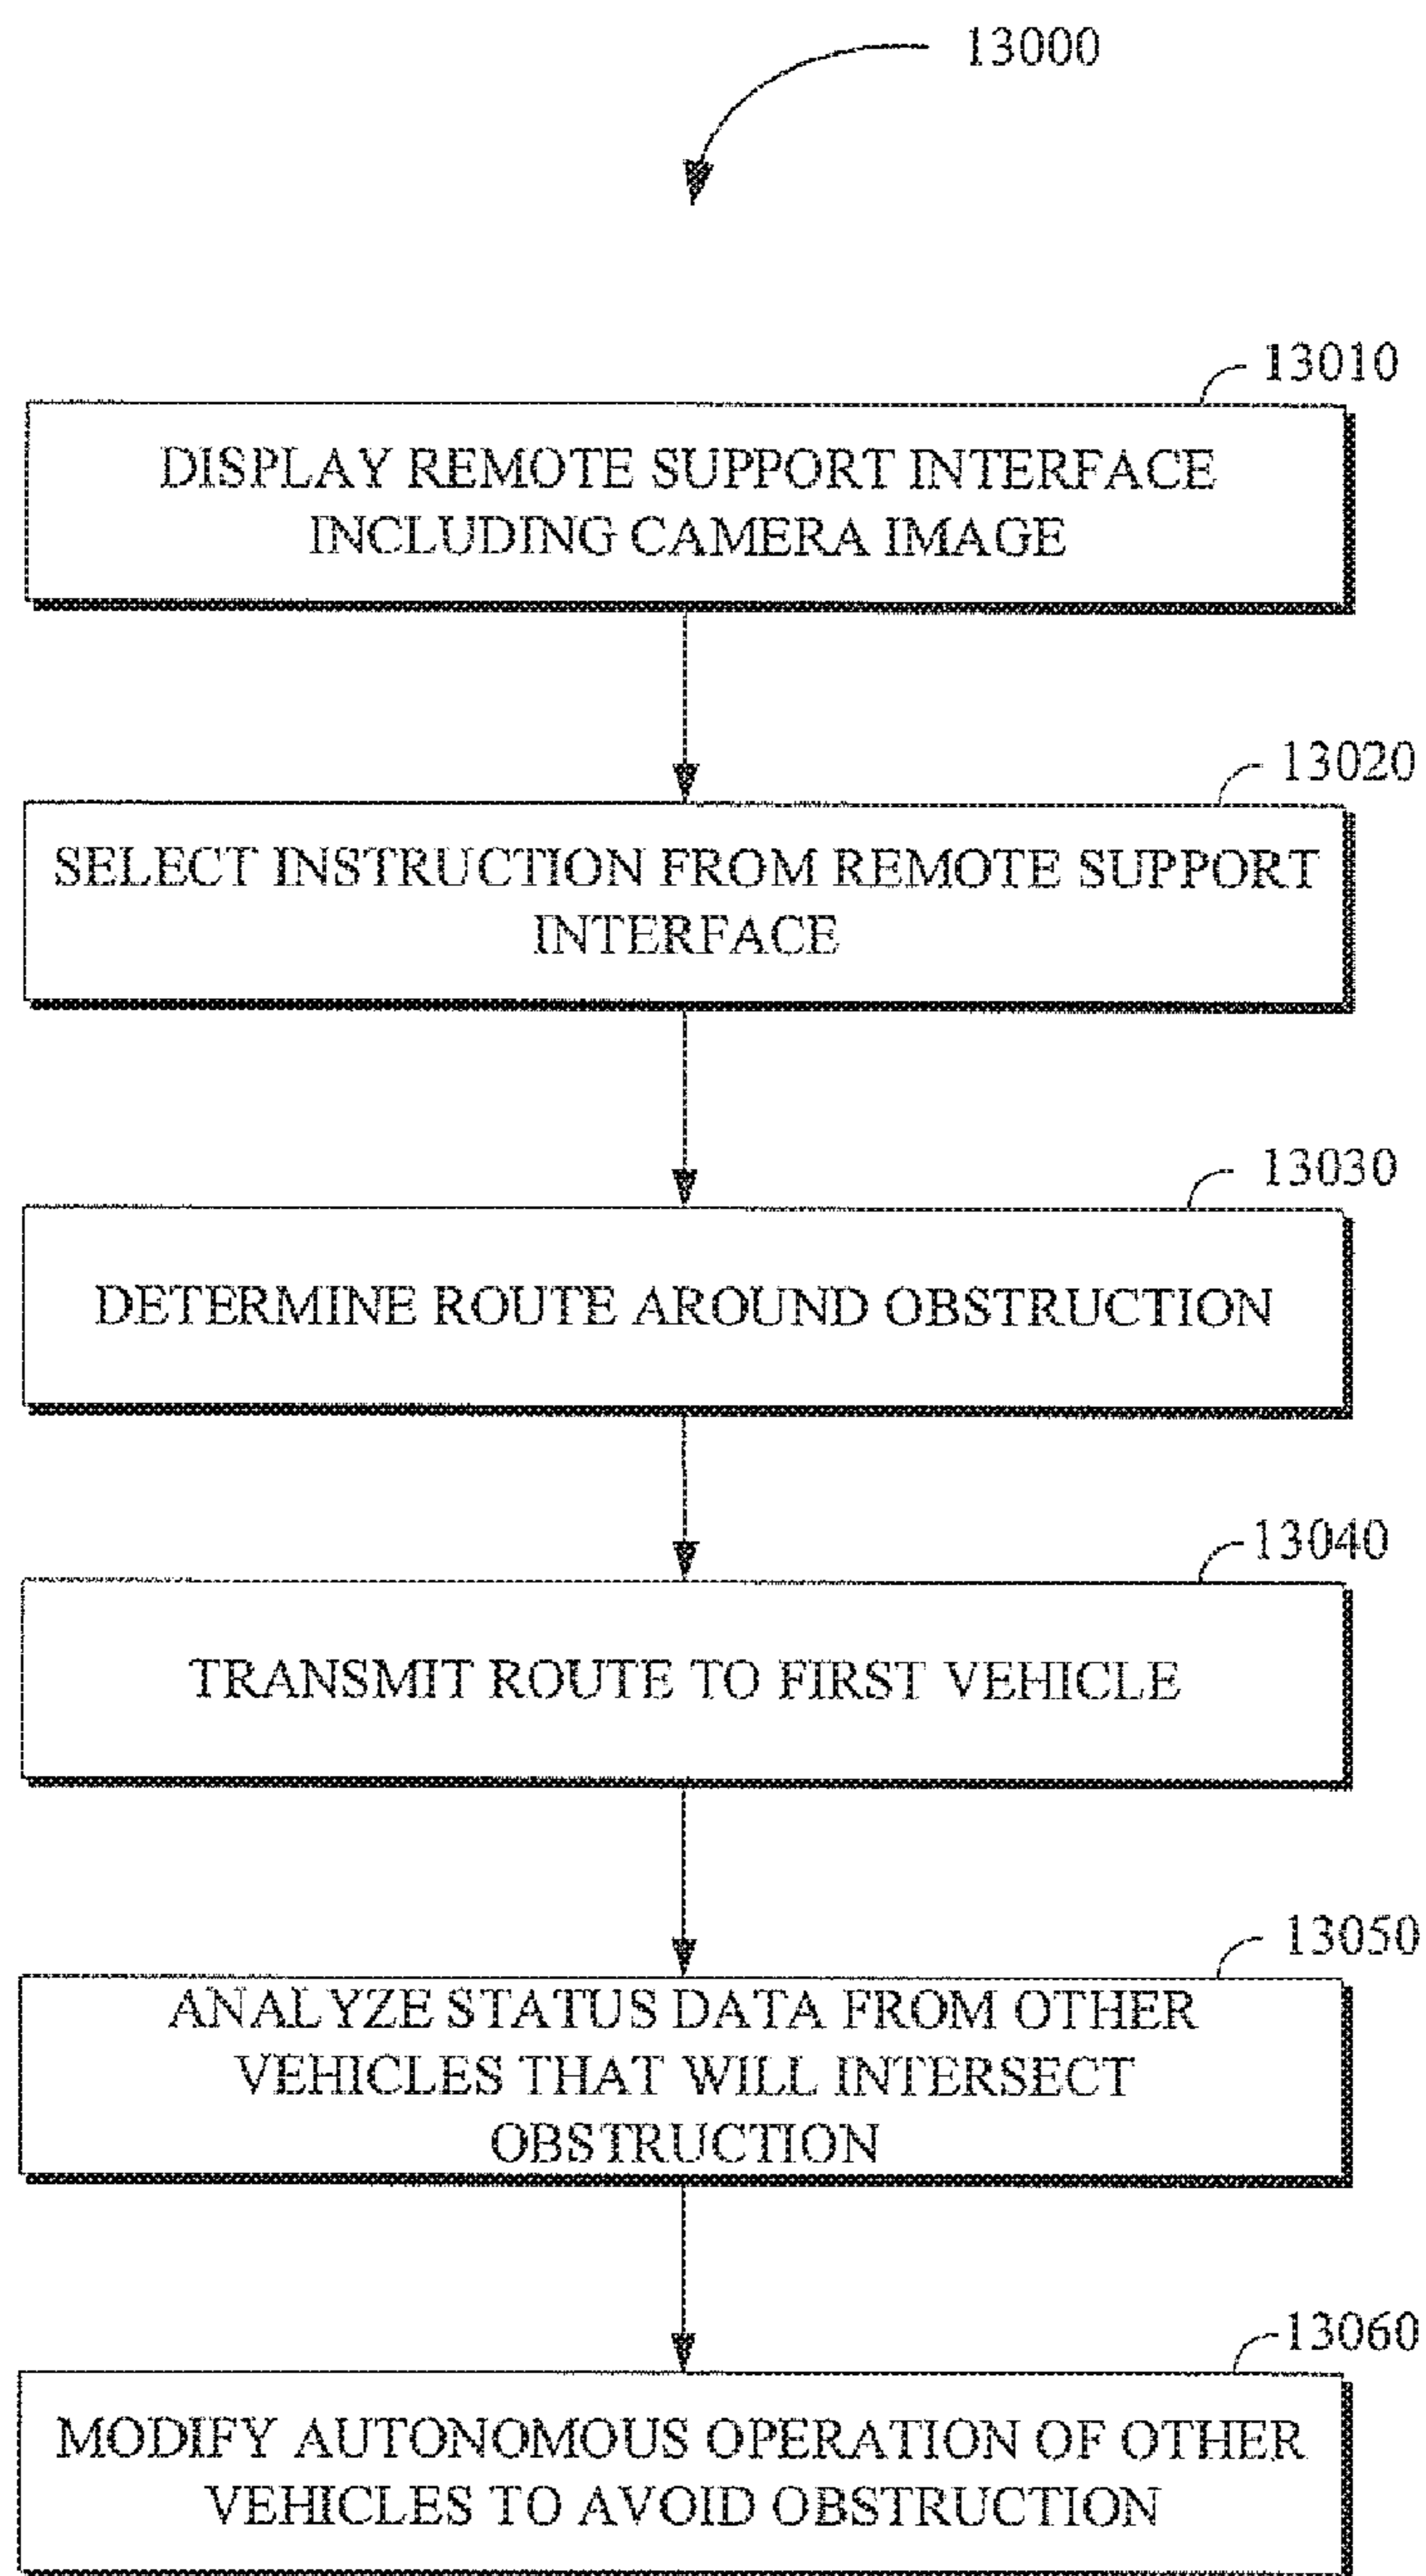 13000
13010
DISPLAY REMOTE SUPPORT INTERFACE
INCLUDING CAMERA IMAGE
13020
SELECT INSTRUCTION FROM REMOTE SUPPORT
INTERFACE
13030
DETERMINE ROUTE AROUND OBSTRUCTION
13040
TRANSMIT ROUTE TO FIRST VEHICLE
13050
ANALYZE STATUS DATA FROM OTHER
VEHICLES THAT WILL INTERSECT
OBSTRUCTION
13060
MODIFY AUTONOMOUS OPERATION OF OTHER
VEHICLES TO AVOID OBSTRUCTION